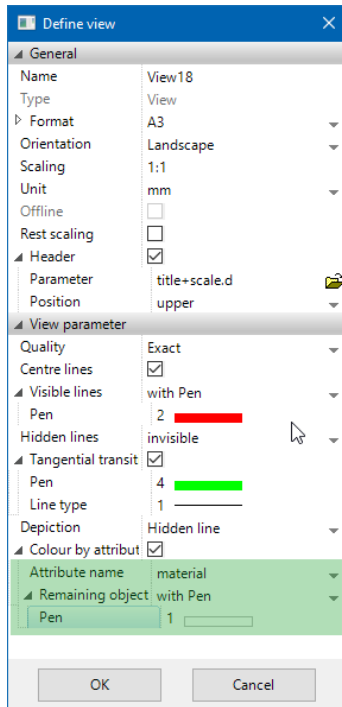 Define view
General
Name View18
Type View
Format A3
Orientation Landscape
Scaling 1:1
Unit mm
Offline
Rest scaling
Header
Parameter title+scale.d
Position upper
View parameter
Quality Exact
Centre lines
Visible lines with Pen
Pen 2
Hidden lines invisible
Tangential transit
Pen 4
Line type 1
Depiction Hidden line
Colour by attribut
Attribute name material
Remaining object with Pen
Pen 1
OK Cancel